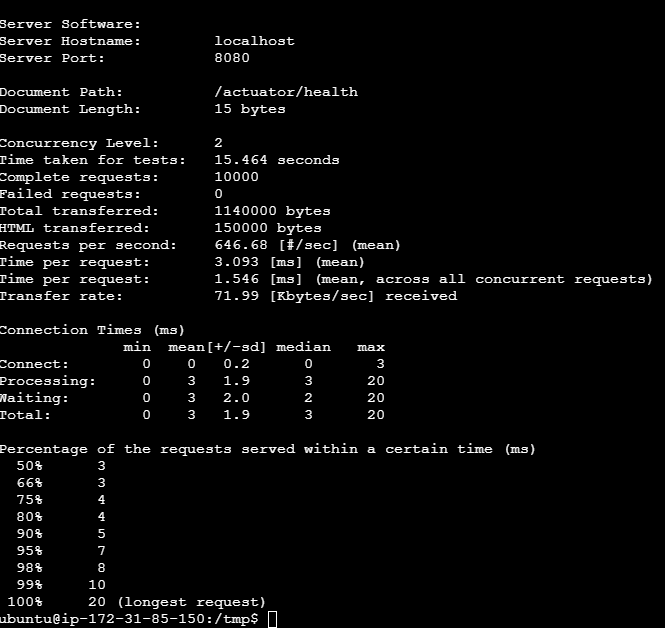 Server Software:
Server Hostname:        localhost
Server Port:            8080
Document Path:          /actuator/health
Document Length:        15 bytes
Concurrency Level:      2
Time taken for tests:   15.464 seconds
Complete requests:      10000
Failed requests:        0
Total transferred:      1140000 bytes
HTML transferred:       150000 bytes
Requests per second:    646.68 [#/sec] (mean)
Time per request:       3.093 [ms] (mean)
Time per request:       1.546 [ms] (mean, across all concurrent requests)
Transfer rate:          71.99 [Kbytes/sec] received
Connection Times (ms)
              min  mean[+/-sd] median   max
Connect:        0    0   0.2      0       3
Processing:     0    3   1.9      3      20
Waiting:        0    3   2.0      2      20
Total:          0    3   1.9      3      20
Percentage of the requests served within a certain time (ms)
  50%      3
  66%      3
  75%      4
  80%      4
  90%      5
  95%      7
  98%      8
  99%     10
 100%     20 (longest request)
ubuntu@ip-172-31-85-150:/tmp$